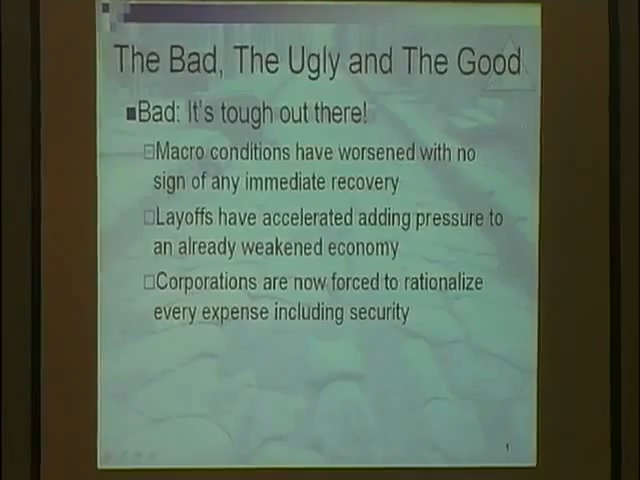 The Bad, The Ugly and The Good
Bad: It's tough out there!
Macro conditions have worsened with no
sign of any immediate recovery
Layoffs have accelerated adding pressure to
an already weakened economy
Corporations are now forced to rationalize
every expense including security